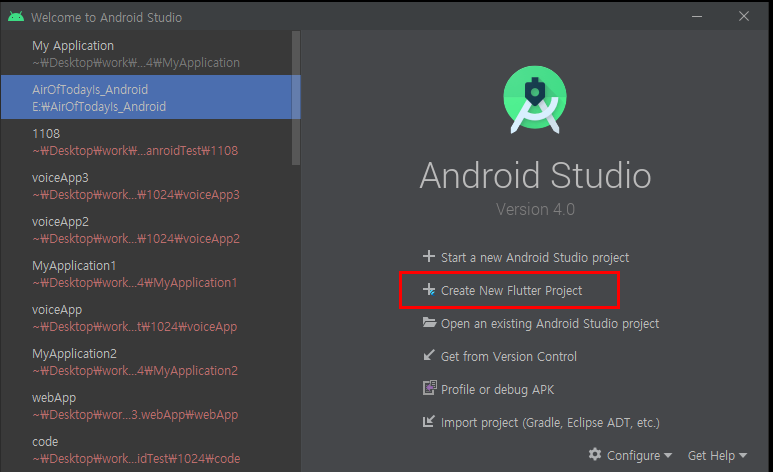 Welcome to Android Studio
My Application
~₩Desktop₩work₩...4₩MyApplication
AirOfTodayIs_Android
E:₩AirOfTodayIs_Android
1108
~₩Desktop₩work₩...anroidTest₩1108
voiceApp3
~₩Desktop₩work...₩1024₩voiceApp3
voiceApp2
~₩Desktop₩work...₩1024₩voiceApp2
MyApplication1
~₩Desktop₩work...4₩MyApplication1
voiceApp
~₩Desktop₩work...t₩1024₩voiceApp
MyApplication2
~₩Desktop₩work...4₩MyApplication2
webApp
~₩Desktop₩wor...3.webApp₩webApp
code
~₩Desktop₩work...idTest₩1024₩code
Android Studio
Version 4.0
Start a new Android Studio project
Create New Flutter Project
Open an existing Android Studio project
Get from Version Control
Profile or debug APK
Import project (Gradle, Eclipse ADT, etc.)
Configure
Get Help